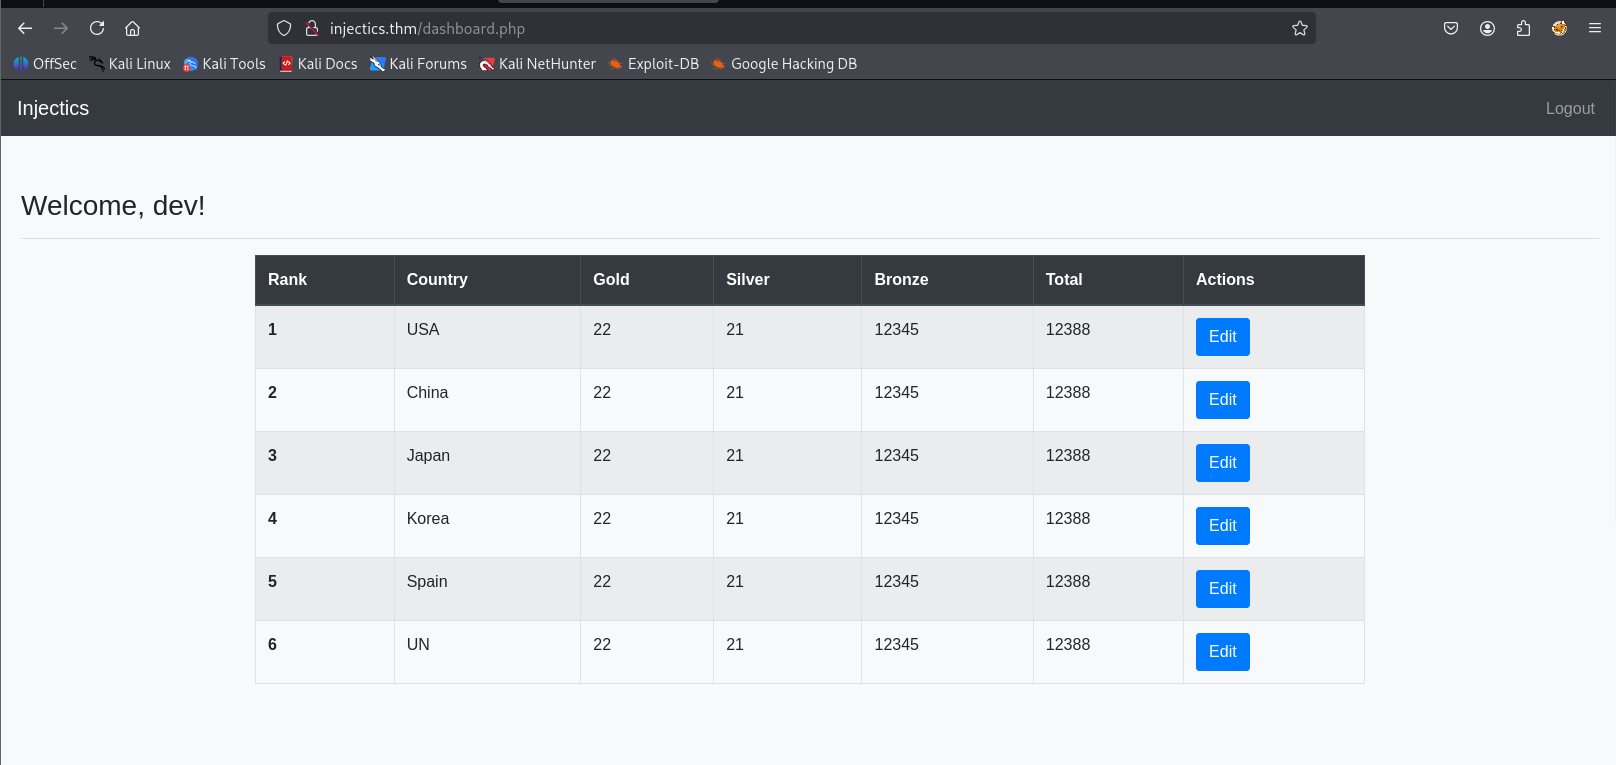 injectics.thm/dashboard.php
OffSec Kali Linux Kali Tools Kali Docs Kali Forums Kali NetHunter Exploit-DB Google Hacking DB
Injectics Logout
Welcome, dev!
Rank Country Gold Silver Bronze Total Actions
1 USA 22 21 12345 12388 Edit
2 China 22 21 12345 12388 Edit
3 Japan 22 21 12345 12388 Edit
4 Korea 22 21 12345 12388 Edit
5 Spain 22 21 12345 12388 Edit
6 UN 22 21 12345 12388 Edit